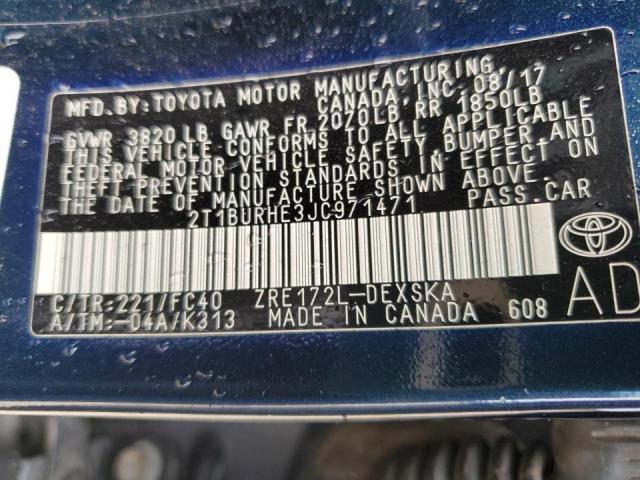 MFD. BY: TOYOTA MOTOR MANUFACTURING
CANADA, INC. 08/17
GVWR 3820 LB GAWR FR 2070LB RR 1850LB
THIS VEHICLE CONFORMS TO ALL APPLICABLE
FEDERAL MOTOR VEHICLE SAFETY BUMPER AND
THEFT PREVENTION STANDARDS IN EFFECT ON
THE DATE OF MANUFACTURE SHOWN ABOVE.
2T1BURHE3JC971471 PASS.CAR
C/TR:221/FC40 ZRE172L-DEXSKA
A/TM:-04A/K313 MADE IN CANADA 608
AD